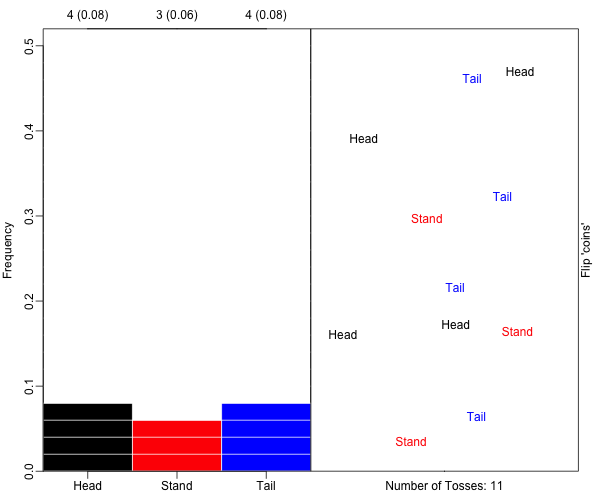 4 (0.08) 3 (0.06) 4 (0.08)
Frequency
0.5
0.4
0.3
0.2
0.1
0.0
Head Stand Tail
Head
Tail
Head
Tail
Stand
Tail
Head
Stand
Head
Tail
Stand
Number of Tosses: 11
Flip 'coins'